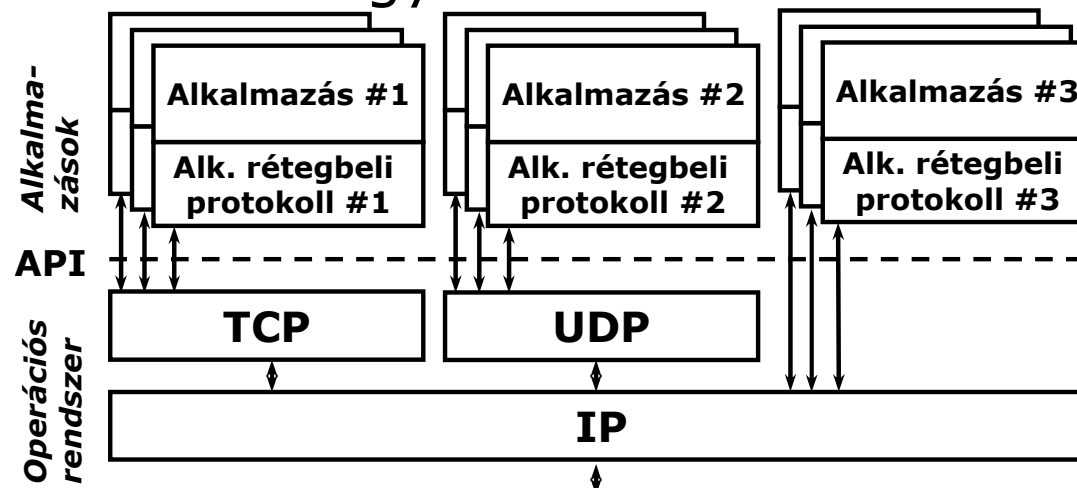 Alkalma-
zások
Alkalmazás #1
Alk. rétegbeli
protokoll #1
Alkalmazás #2
Alk. rétegbeli
protokoll #2
Alkalmazás #3
Alk. rétegbeli
protokoll #3
API
Operációs
rendszer
TCP
UDP
IP